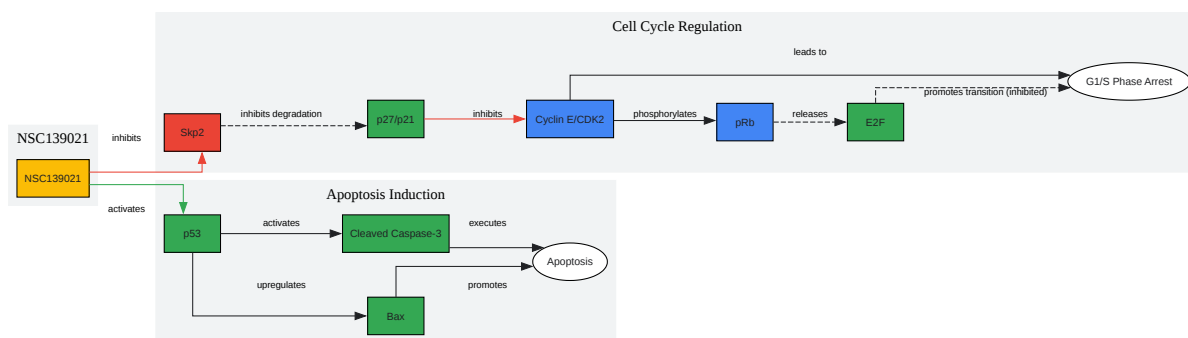 Cell Cycle Regulation
leads to
G1/S Phase Arrest
promotes transition (inhibited)
inhibits degradation
p27/p21
inhibits
Cyclin E/CDK2
phosphorylates
pRb
releases
E2F
Skp2
inhibits
NSC139021
NSC139021
activates
Apoptosis Induction
p53
activates
Cleaved Caspase-3
executes
Apoptosis
upregulates
promotes
Bax